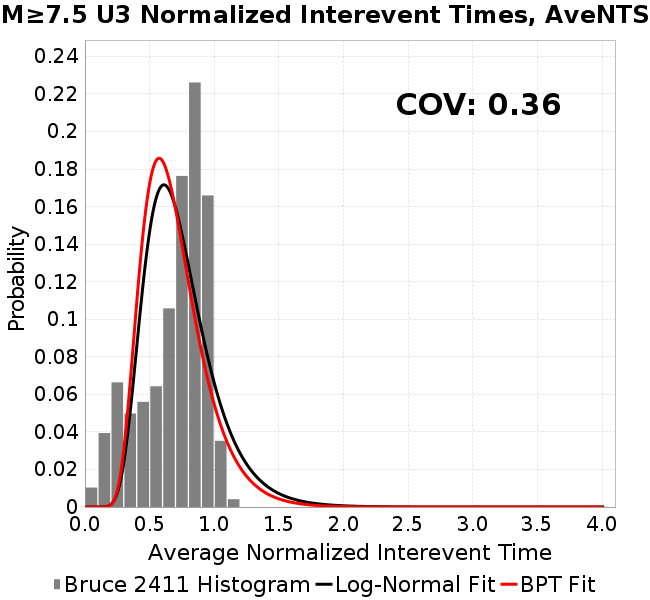 M≥7.5 U3 Normalized Interevent Times, AveNTS
COV: 0.36
Probability
0.24
0.22
0.2
0.18
0.16
0.14
0.12
0.1
0.08
0.06
0.04
0.02
0
0.0 0.5 1.0 1.5 2.0 2.5 3.0 3.5 4.0
Average Normalized Interevent Time
Bruce 2411 Histogram Log-Normal Fit BPT Fit